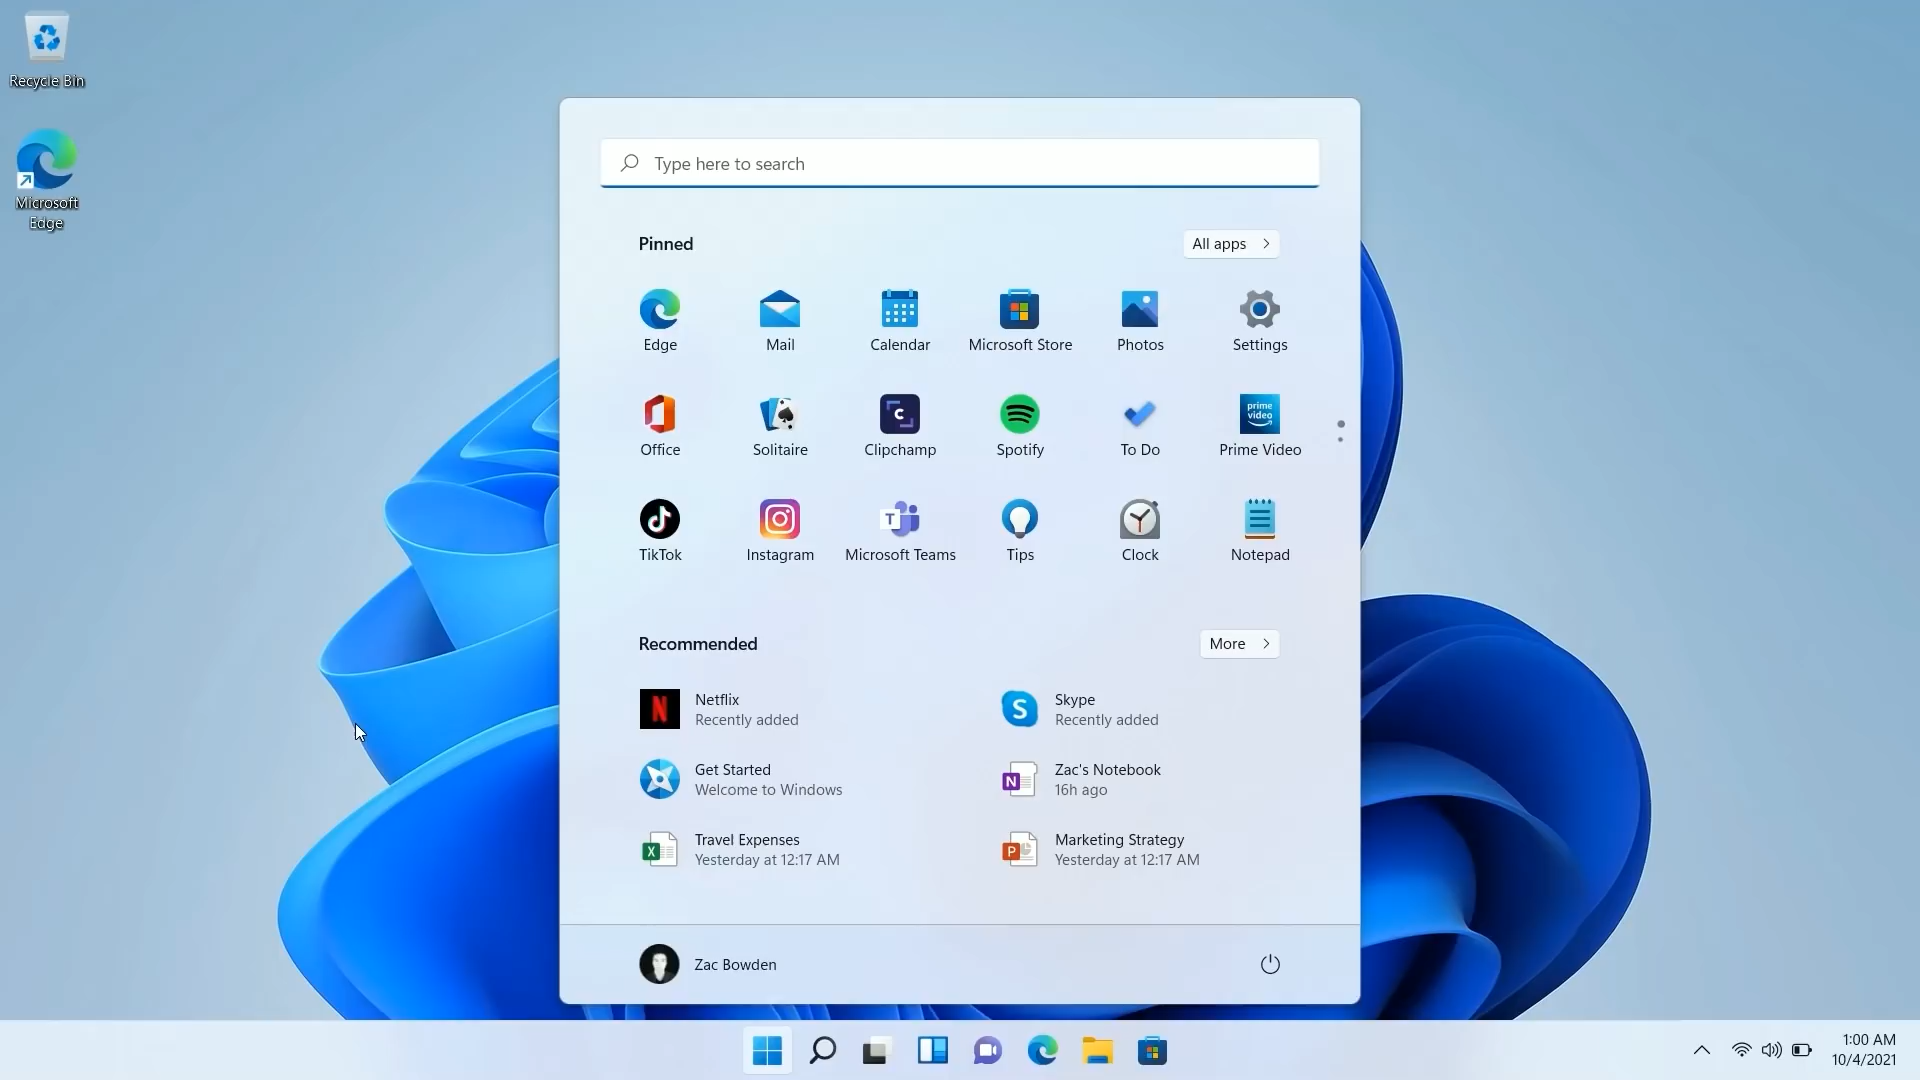 Recycle Bin
Microsoft
Edge
Type here to search
Pinned
All apps
Edge
Mail
Calendar
Microsoft Store
Photos
Settings
Office
Solitaire
Clipchamp
Spotify
To Do
prime
video
Prime Video
TikTok
Instagram
Microsoft Teams
Tips
Clock
Notepad
Recommended
More
Netflix
Recently added
Skype
Recently added
Get Started
Welcome to Windows
Zac's Notebook
16h ago
Travel Expenses
Yesterday at 12:17 AM
Marketing Strategy
Yesterday at 12:17 AM
Zac Bowden
1:00 AM
10/4/2021